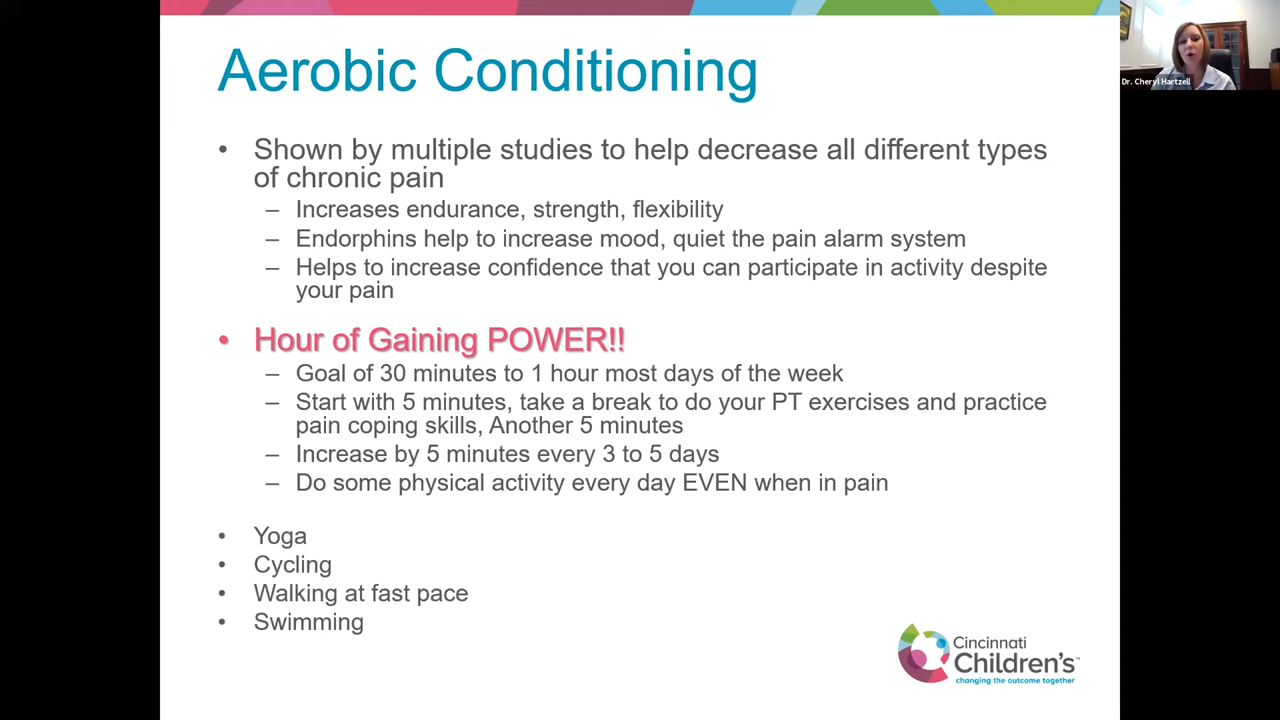 Aerobic Conditioning
• Shown by multiple studies to help decrease all different types
of chronic pain
– Increases endurance, strength, flexibility
– Endorphins help to increase mood, quiet the pain alarm system
– Helps to increase confidence that you can participate in activity despite
your pain
• Hour of Gaining POWER!!
– Goal of 30 minutes to 1 hour most days of the week
– Start with 5 minutes, take a break to do your PT exercises and practice
pain coping skills, Another 5 minutes
– Increase by 5 minutes every 3 to 5 days
– Do some physical activity every day EVEN when in pain
• Yoga
• Cycling
• Walking at fast pace
• Swimming
Cincinnati
Children's™
changing the outcome together
Dr. Cheryl Hartzell